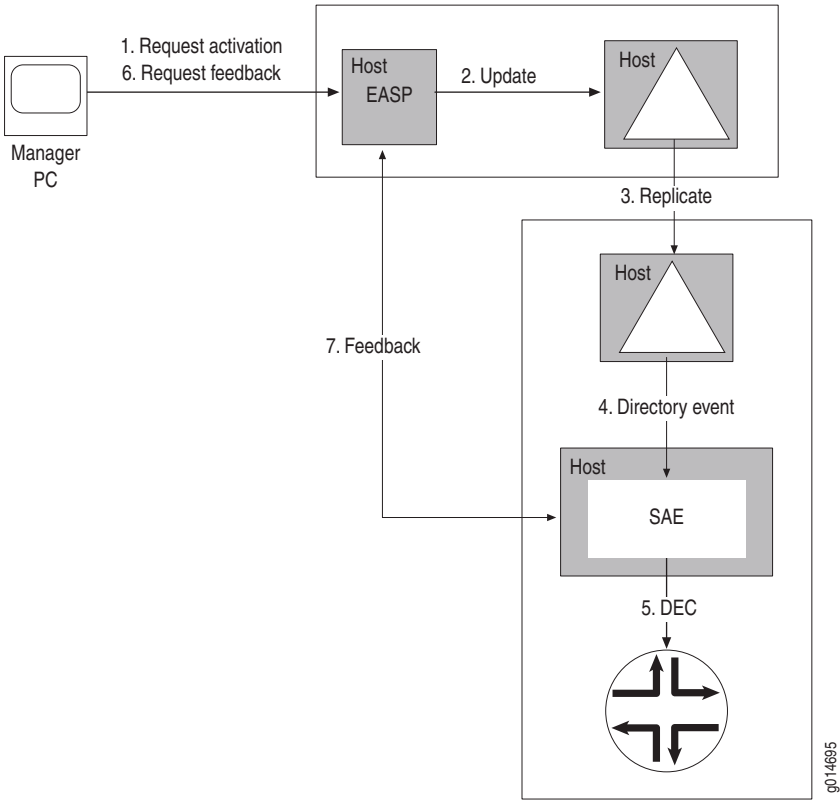 1. Request activation
6. Request feedback
Host
EASP
2. Update
Host
Manager
PC
3. Replicate
Host
7. Feedback
4. Directory event
Host
SAE
5. DEC
g014695